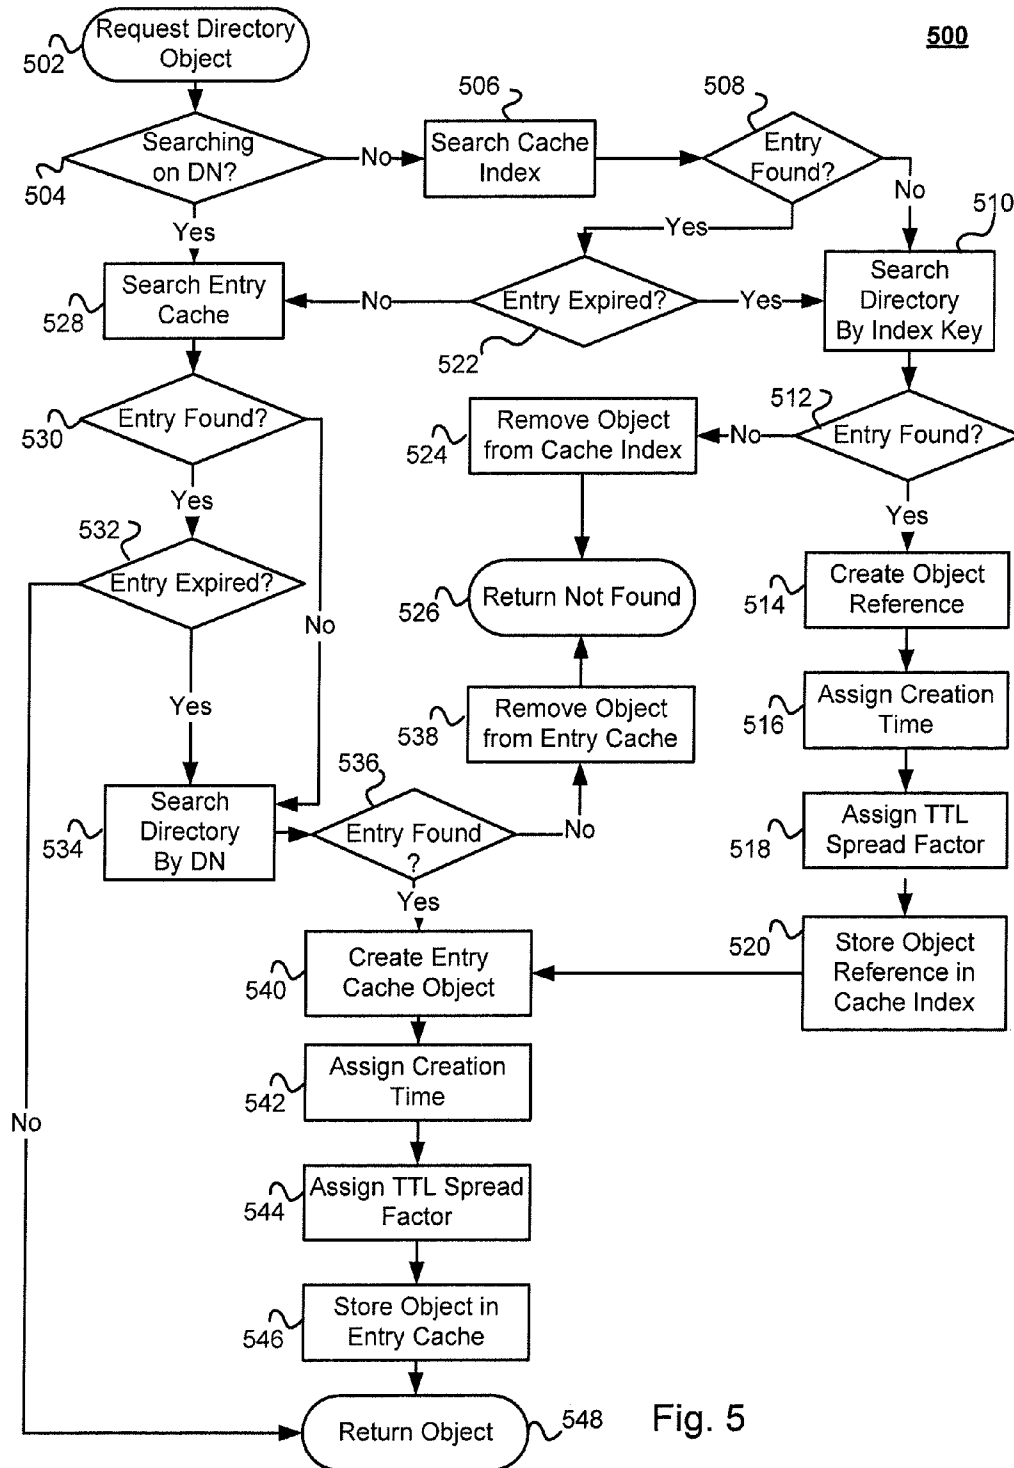 Request Directory
Object
502
500
506
508
Searching
on DN?
504
No
Search Cache
Index
Entry
Found?
No
510
Yes
Yes
Search Entry
Cache
528
No
Entry Expired?
522
Yes
Search
Directory
By Index Key
Entry Found?
530
Remove Object
from Cache Index
524
No
512
Entry Found?
Yes
Yes
532
Entry Expired?
No
Return Not Found
526
Create Object
Reference
514
Yes
Remove Object
from Entry Cache
538
Assign Creation
Time
516
Search
Directory
By DN
534
536
Entry Found
?
No
Assign TTL
Spread Factor
518
Yes
Create Entry
Cache Object
540
520
Store Object
Reference in
Cache Index
Assign Creation
Time
542
No
Assign TTL Spread
Factor
544
Store Object in
Entry Cache
546
Return Object
548
Fig. 5